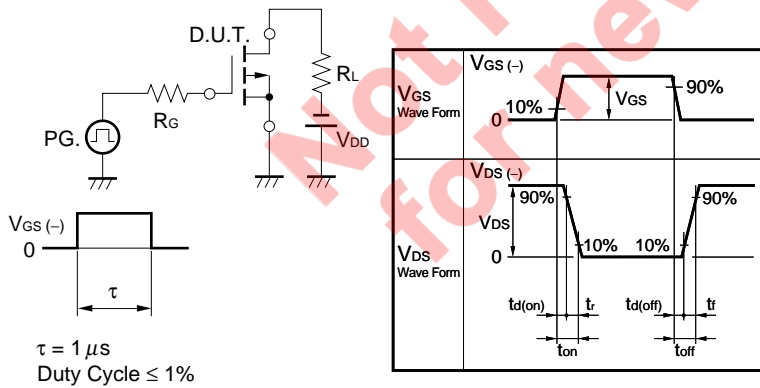 D.U.T.
RL
RG
PG.
VDD
VGS (−)
0
τ
τ = 1 μs
Duty Cycle ≤ 1%
VGS
Wave Form
VGS (−)
10%
0
VGS
90%
VDS
Wave Form
VDS (−)
90%
VDS
0
10%
10%
90%
td(on)
tr
td(off)
tf
ton
toff
Not
for new